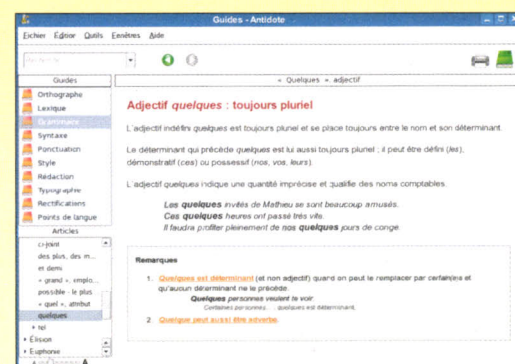 Guides - Antidote
Fichier Édition Outils Fenêtres Aide
Guides
« Quelques », adjectif
Orthographe
Lexique
Grammaire
Syntaxe
Ponctuation
Style
Rédaction
Typographie
Rectifications
Points de langue
Articles
ci-joint
des plus, des m...
et demi
« grand », emplo...
possible - le plus ...
« quel », attribut
quelques
tel
Élision
Euphonie
Adjectif quelques : toujours pluriel
L'adjectif indéfini quelques est toujours pluriel et se place toujours entre le nom et son déterminant.
Le déterminant qui précède quelques est lui aussi toujours pluriel ; il peut être défini (les),
démonstratif (ces) ou possessif (nos, vos, leurs).
L'adjectif quelques indique une quantité imprécise et qualifie des noms comptables.
Les quelques invités de Mathieu se sont beaucoup amusés.
Ces quelques heures ont passé très vite.
Il faudra profiter pleinement de nos quelques jours de congé.
Remarques
1. Quelques est déterminant (et non adjectif) quand on peut le remplacer par certain(e)s et
qu'aucun déterminant ne le précède.
Quelques personnes veulent te voir.
Certaines personnes... : quelques est déterminant.
2. Quelque peut aussi être adverbe.